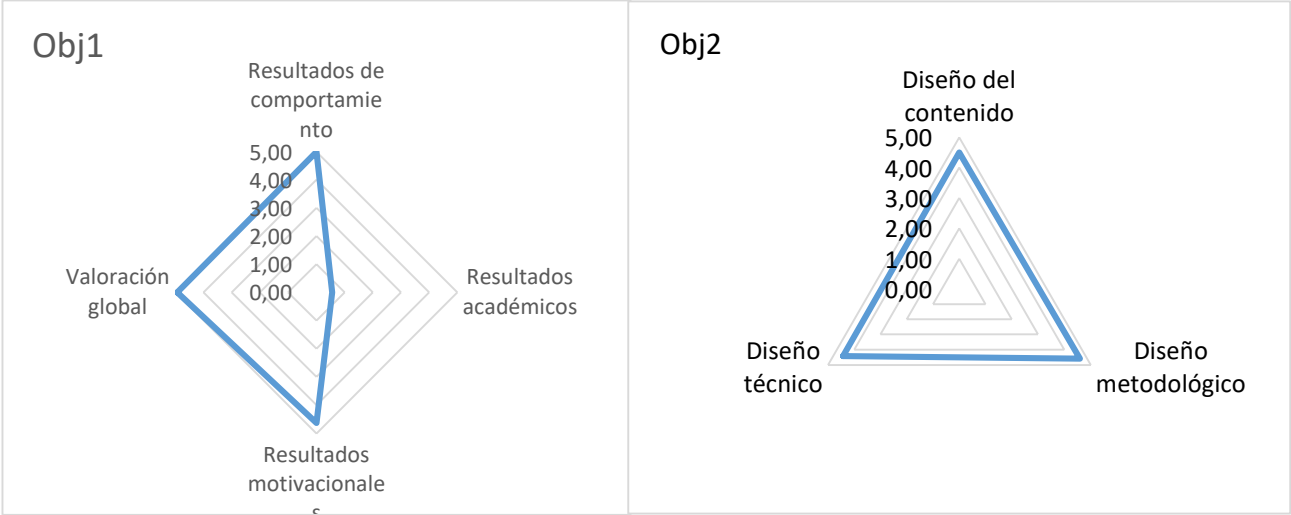 Obj1
Resultados de
comportamie
nto
5,00
4,00
3,00
2,00
1,00
0,00
Valoración
global
Resultados
académicos
Resultados
motivacionale
s
Obj2
Diseño del
contenido
5,00
4,00
3,00
2,00
1,00
0,00
Diseño
técnico
Diseño
metodológico